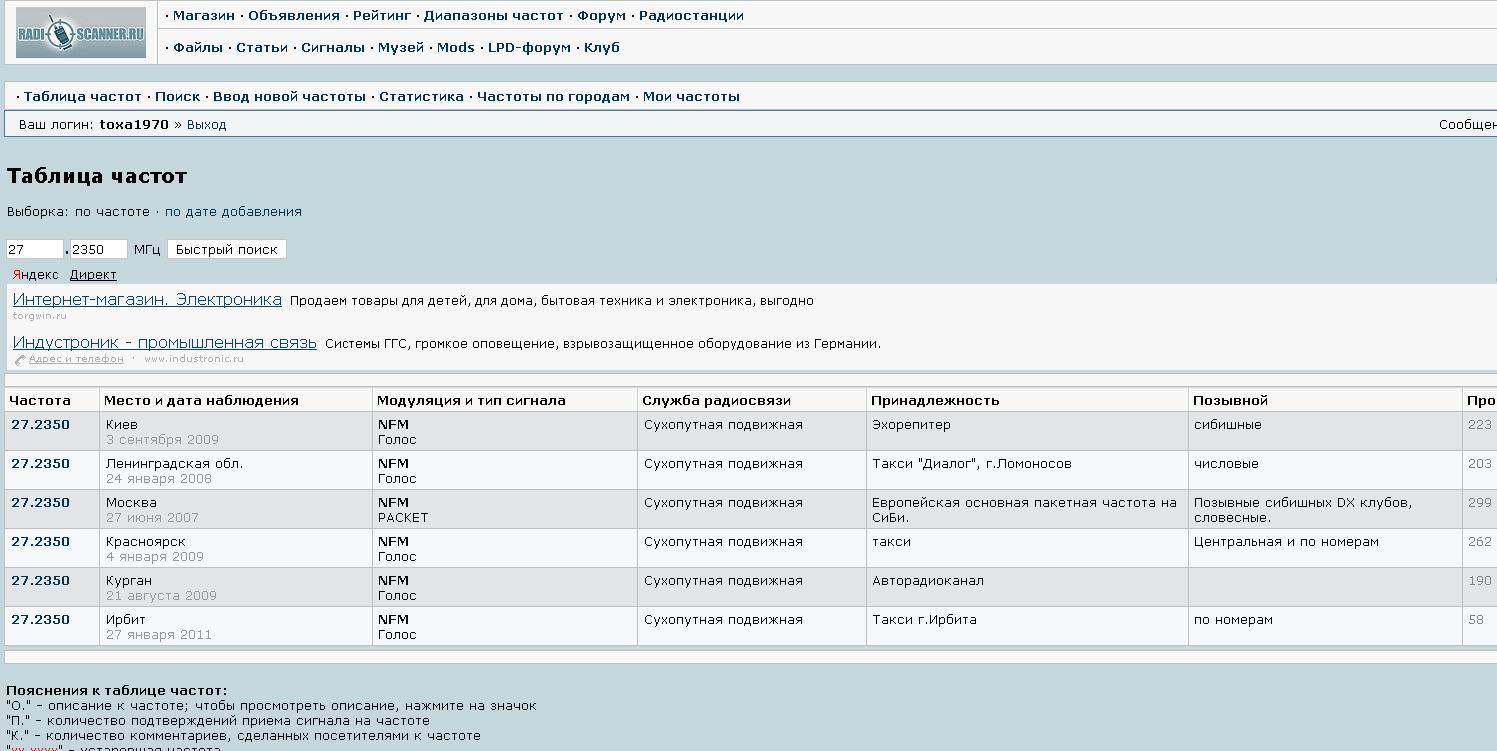 RADIOSCANNER.RU
· Магазин · Объявления · Рейтинг · Диапазоны частот · Форум · Радиостанции
· Файлы · Статьи · Сигналы · Музей · Mods · LPD-форум · Клуб
· Таблица частот · Поиск · Ввод новой частоты · Статистика · Частоты по городам · Мои частоты
Ваш логин: toxa1970 » Выход Сообщен
Таблица частот
Выборка: по частоте · по дате добавления
27 . 2350 МГц Быстрый поиск
Яндекс Директ
Интернет-магазин. Электроника Продаем товары для детей, для дома, бытовая техника и электроника, выгодно
torgwin.ru
Индустроник - промышленная связь Системы ГГС, громкое оповещение, взрывозащищенное оборудование из Германии.
Адрес и телефон · www.industronic.ru
Частота Место и дата наблюдения Модуляция и тип сигнала Служба радиосвязи Принадлежность Позывной Про
27.2350 Киев NFM Сухопутная подвижная Эхорепитер сибишные 223
3 сентября 2009 Голос
27.2350 Ленинградская обл. NFM Сухопутная подвижная Такси "Диалог", г.Ломоносов числовые 203
24 января 2008 Голос
27.2350 Москва NFM Сухопутная подвижная Европейская основная пакетная частота на Позывные сибишных DX клубов, 299
27 июня 2007 PACKET СиБи. словесные.
27.2350 Красноярск NFM Сухопутная подвижная такси Центральная и по номерам 262
4 января 2009 Голос
27.2350 Курган NFM Сухопутная подвижная Авторадиоканал 190
21 августа 2009 Голос
27.2350 Ирбит NFM Сухопутная подвижная Такси г.Ирбита по номерам 58
27 января 2011 Голос
Пояснения к таблице частот:
"О." - описание к частоте; чтобы просмотреть описание, нажмите на значок
"П." - количество подтверждений приема сигнала на частоте
"К." - количество комментариев, сделанных посетителями к частоте
"xx.xxxx" - устаревшая частота